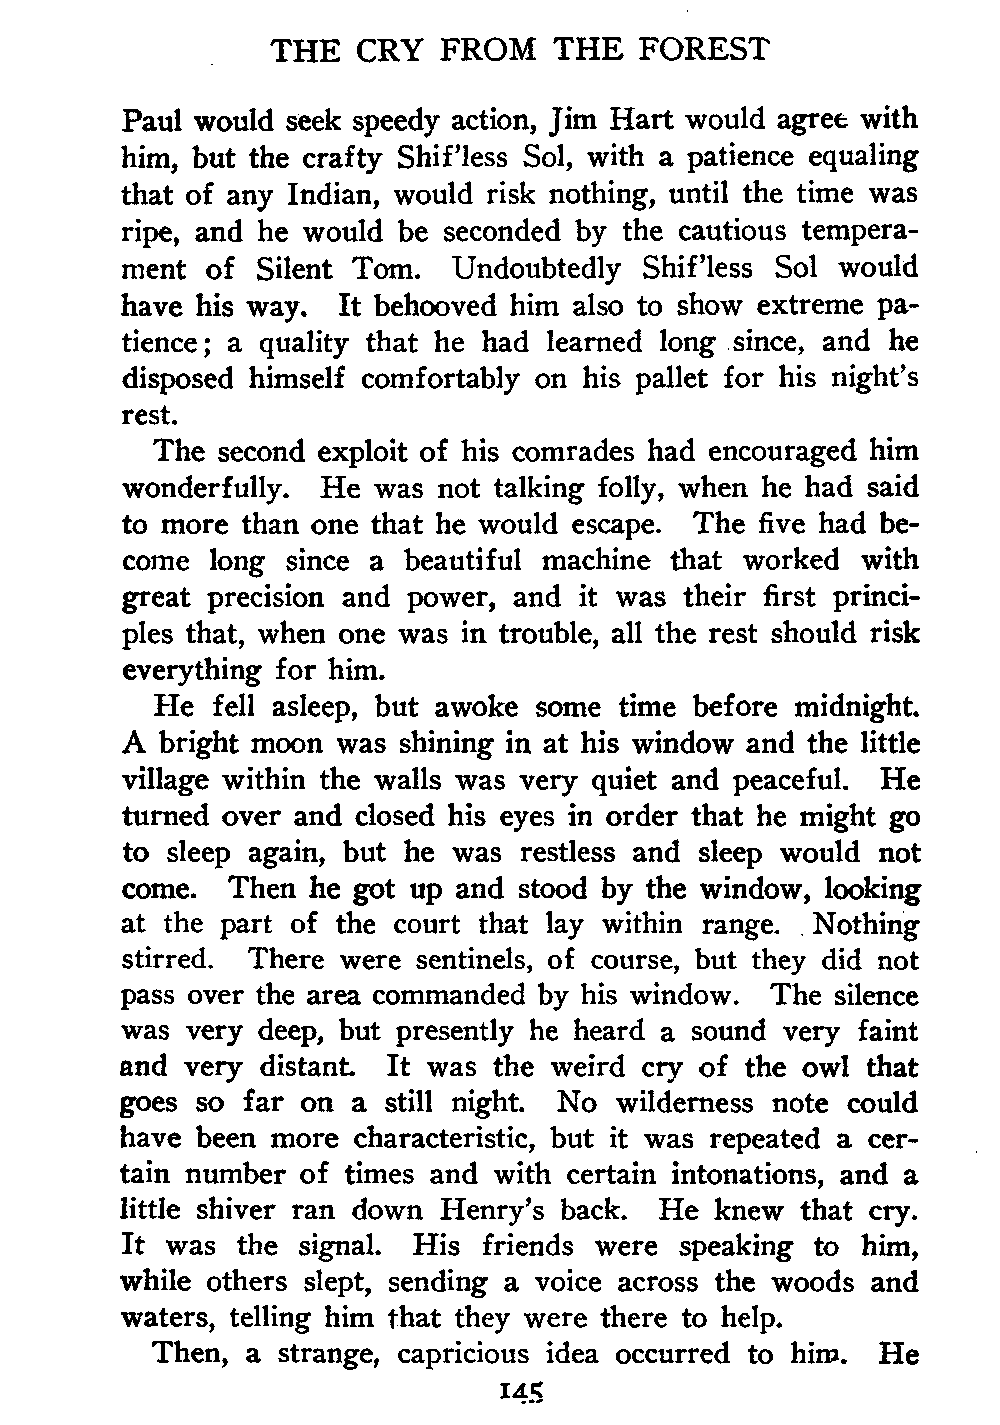 THE CRY FROM THE FOREST
Paul would seek speedy action, Jim Hart would agree with
him, but the crafty Shif'less Sol, with a patience equaling
that of any Indian, would risk nothing, until the time was
ripe, and he would be seconded by the cautious tempera-
ment of Silent Tom. Undoubtedly Shif'less Sol would
have his way. It behooved him also to show extreme pa-
tience; a quality that he had learned long since, and he
disposed himself comfortably on his pallet for his night's
rest.
The second exploit of his comrades had encouraged him
wonderfully. He was not talking folly, when he had said
to more than one that he would escape. The five had be-
come long since a beautiful machine that worked with
great precision and power, and it was their first princi-
ples that, when one was in trouble, all the rest should risk
everything for him.
He fell asleep, but awoke some time before midnight.
A bright moon was shining in at his window and the little
village within the walls was very quiet and peaceful. He
turned over and closed his eyes in order that he might go
to sleep again, but he was restless and sleep would not
come. Then he got up and stood by the window, looking
at the part of the court that lay within range. Nothing
stirred. There were sentinels, of course, but they did not
pass over the area commanded by his window. The silence
was very deep, but presently he heard a sound very faint
and very distant. It was the weird cry of the owl that
goes so far on a still night. No wilderness note could
have been more characteristic, but it was repeated a cer-
tain number of times and with certain intonations, and a
little shiver ran down Henry's back. He knew that cry.
It was the signal. His friends were speaking to him,
while others slept, sending a voice across the woods and
waters, telling him that they were there to help.
Then, a strange, capricious idea occurred to him. He
145